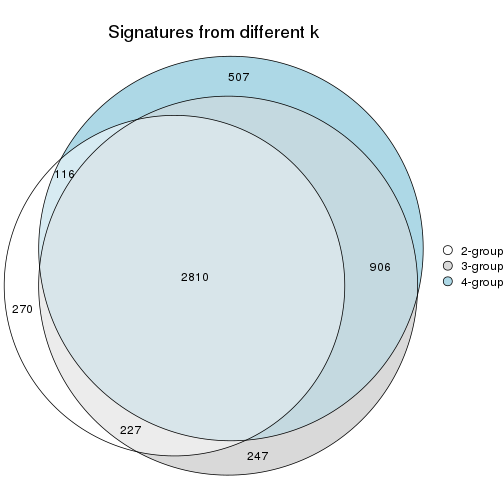 Signatures from different k
507
116
2810
906
270
227
247
2-group
3-group
4-group